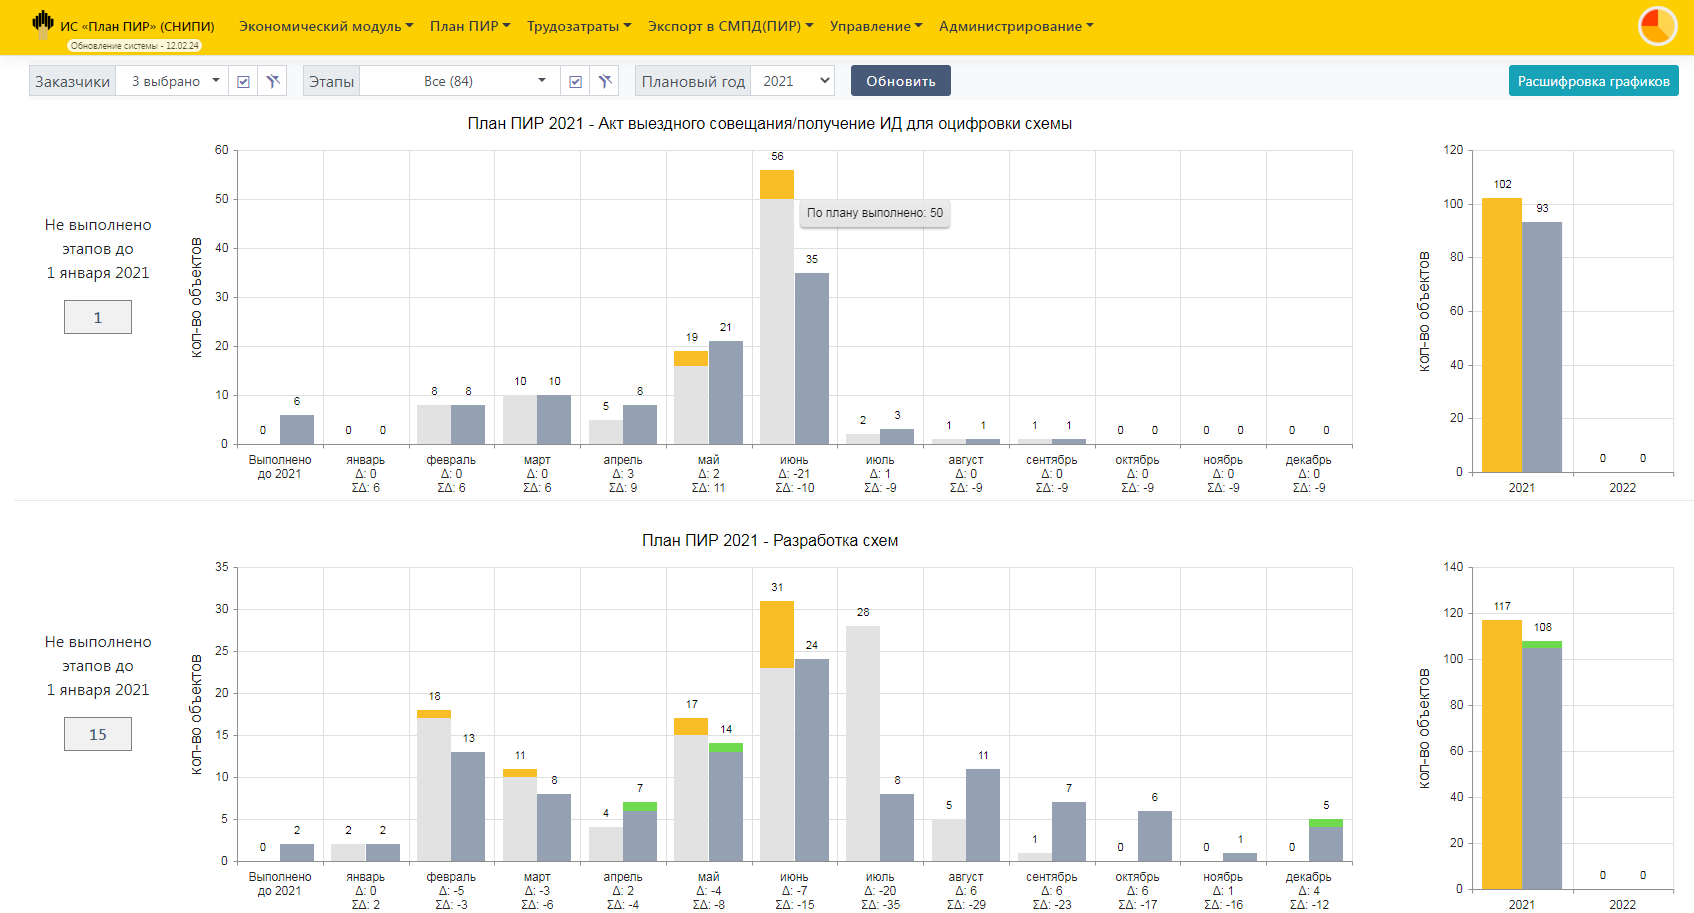 ИС «План ПИР» (СНИПИ)
Обновление системы - 12.02.24
Экономический модуль
План ПИР
Трудозатраты
Экспорт в СМПД(ПИР)
Управление
Администрирование
Заказчики
3 выбрано
Этапы
Все (84)
Плановый год
2021
Обновить
Расшифровка графиков
План ПИР 2021 - Акт выездного совещания/получение ИД для оцифровки схемы
Не выполнено
этапов до
1 января 2021
1
кол-во объектов
60
50
40
30
20
10
0
0 6
0 0
8 8
10 10
5 8
19 21
56 35
2 3
1 1
1 1
0 0
0 0
0 0
По плану выполнено: 50
Выполнено
до 2021
январь
Δ: 0
ΣΔ: 6
февраль
Δ: 0
ΣΔ: 6
март
Δ: 0
ΣΔ: 6
апрель
Δ: 3
ΣΔ: 9
май
Δ: 2
ΣΔ: 11
июнь
Δ: -21
ΣΔ: -10
июль
Δ: 1
ΣΔ: -9
август
Δ: 0
ΣΔ: -9
сентябрь
Δ: 0
ΣΔ: -9
октябрь
Δ: 0
ΣΔ: -9
ноябрь
Δ: 0
ΣΔ: -9
декабрь
Δ: 0
ΣΔ: -9
кол-во объектов
120
100
80
60
40
20
0
102 93
0 0
2021
2022
План ПИР 2021 - Разработка схем
Не выполнено
этапов до
1 января 2021
15
кол-во объектов
35
30
25
20
15
10
5
0
0 2
2 2
18 13
11 8
4 7
17 14
31 24
28 8
5 11
1 7
0 6
0 1
0 5
Выполнено
до 2021
январь
Δ: 0
ΣΔ: 2
февраль
Δ: -5
ΣΔ: -3
март
Δ: -3
ΣΔ: -6
апрель
Δ: 2
ΣΔ: -4
май
Δ: -4
ΣΔ: -8
июнь
Δ: -7
ΣΔ: -15
июль
Δ: -20
ΣΔ: -35
август
Δ: 6
ΣΔ: -29
сентябрь
Δ: 6
ΣΔ: -23
октябрь
Δ: 6
ΣΔ: -17
ноябрь
Δ: 1
ΣΔ: -16
декабрь
Δ: 4
ΣΔ: -12
кол-во объектов
140
120
100
80
60
40
20
0
117 108
0 0
2021
2022